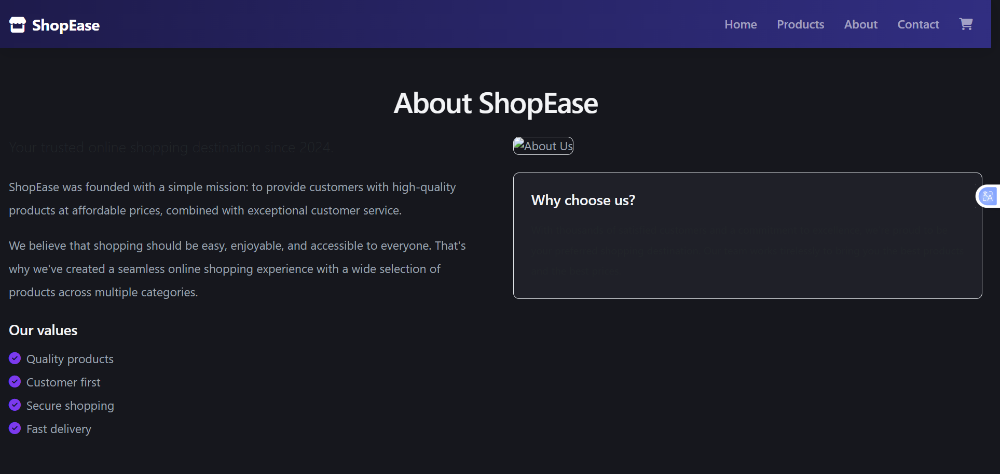 ShopEase
Home
Products
About
Contact
About ShopEase
Your trusted online shopping destination since 2024.
ShopEase was founded with a simple mission: to provide customers with high-quality
products at affordable prices, combined with exceptional customer service.
We believe that shopping should be easy, enjoyable, and accessible to everyone. That's
why we've created a seamless online shopping experience with a wide selection of
products across multiple categories.
Our values
Quality products
Customer first
Secure shopping
Fast delivery
About Us
Why choose us?